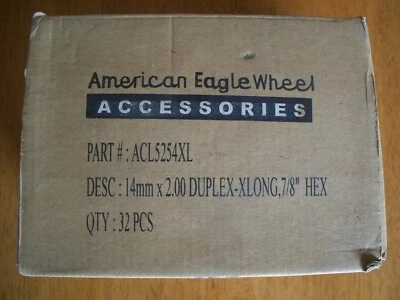 American Eagle Wheel
ACCESSORIES
PART # : ACL5254XL
DESC : 14mm x 2.00 DUPLEX-XLONG,7/8" HEX
QTY : 32 PCS